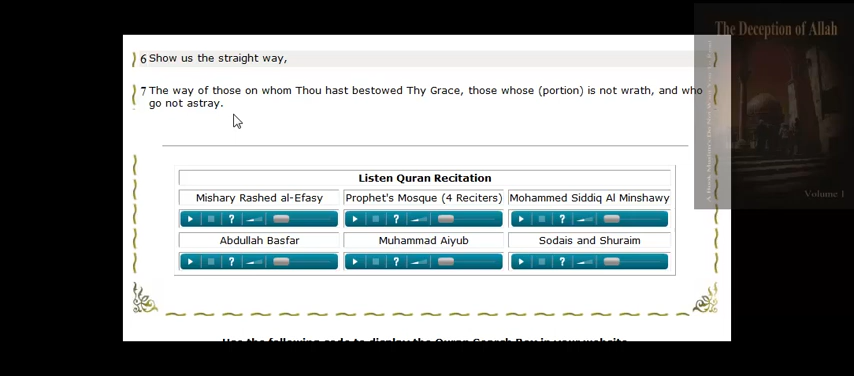 The Deception of Allah
6 Show us the straight way,
7 The way of those on whom Thou hast bestowed Thy Grace, those whose (portion) is not wrath, and who
go not astray.
Listen Quran Recitation
Mishary Rashed al-Efasy Prophet's Mosque (4 Reciters) Mohammed Siddiq Al Minshawy
? ? ?
Abdullah Basfar Muhammad Aiyub Sodais and Shuraim
? ? ?
Volume 1